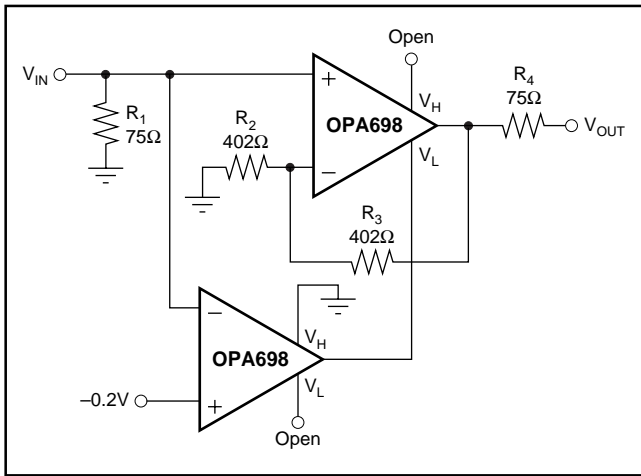 Open
V_IN
+
V_H
R_4
75Ω
R_1
75Ω
OPA698
V_OUT
R_2
402Ω
−
V_L
R_3
402Ω
−
V_H
OPA698
V_L
−0.2V
+
Open